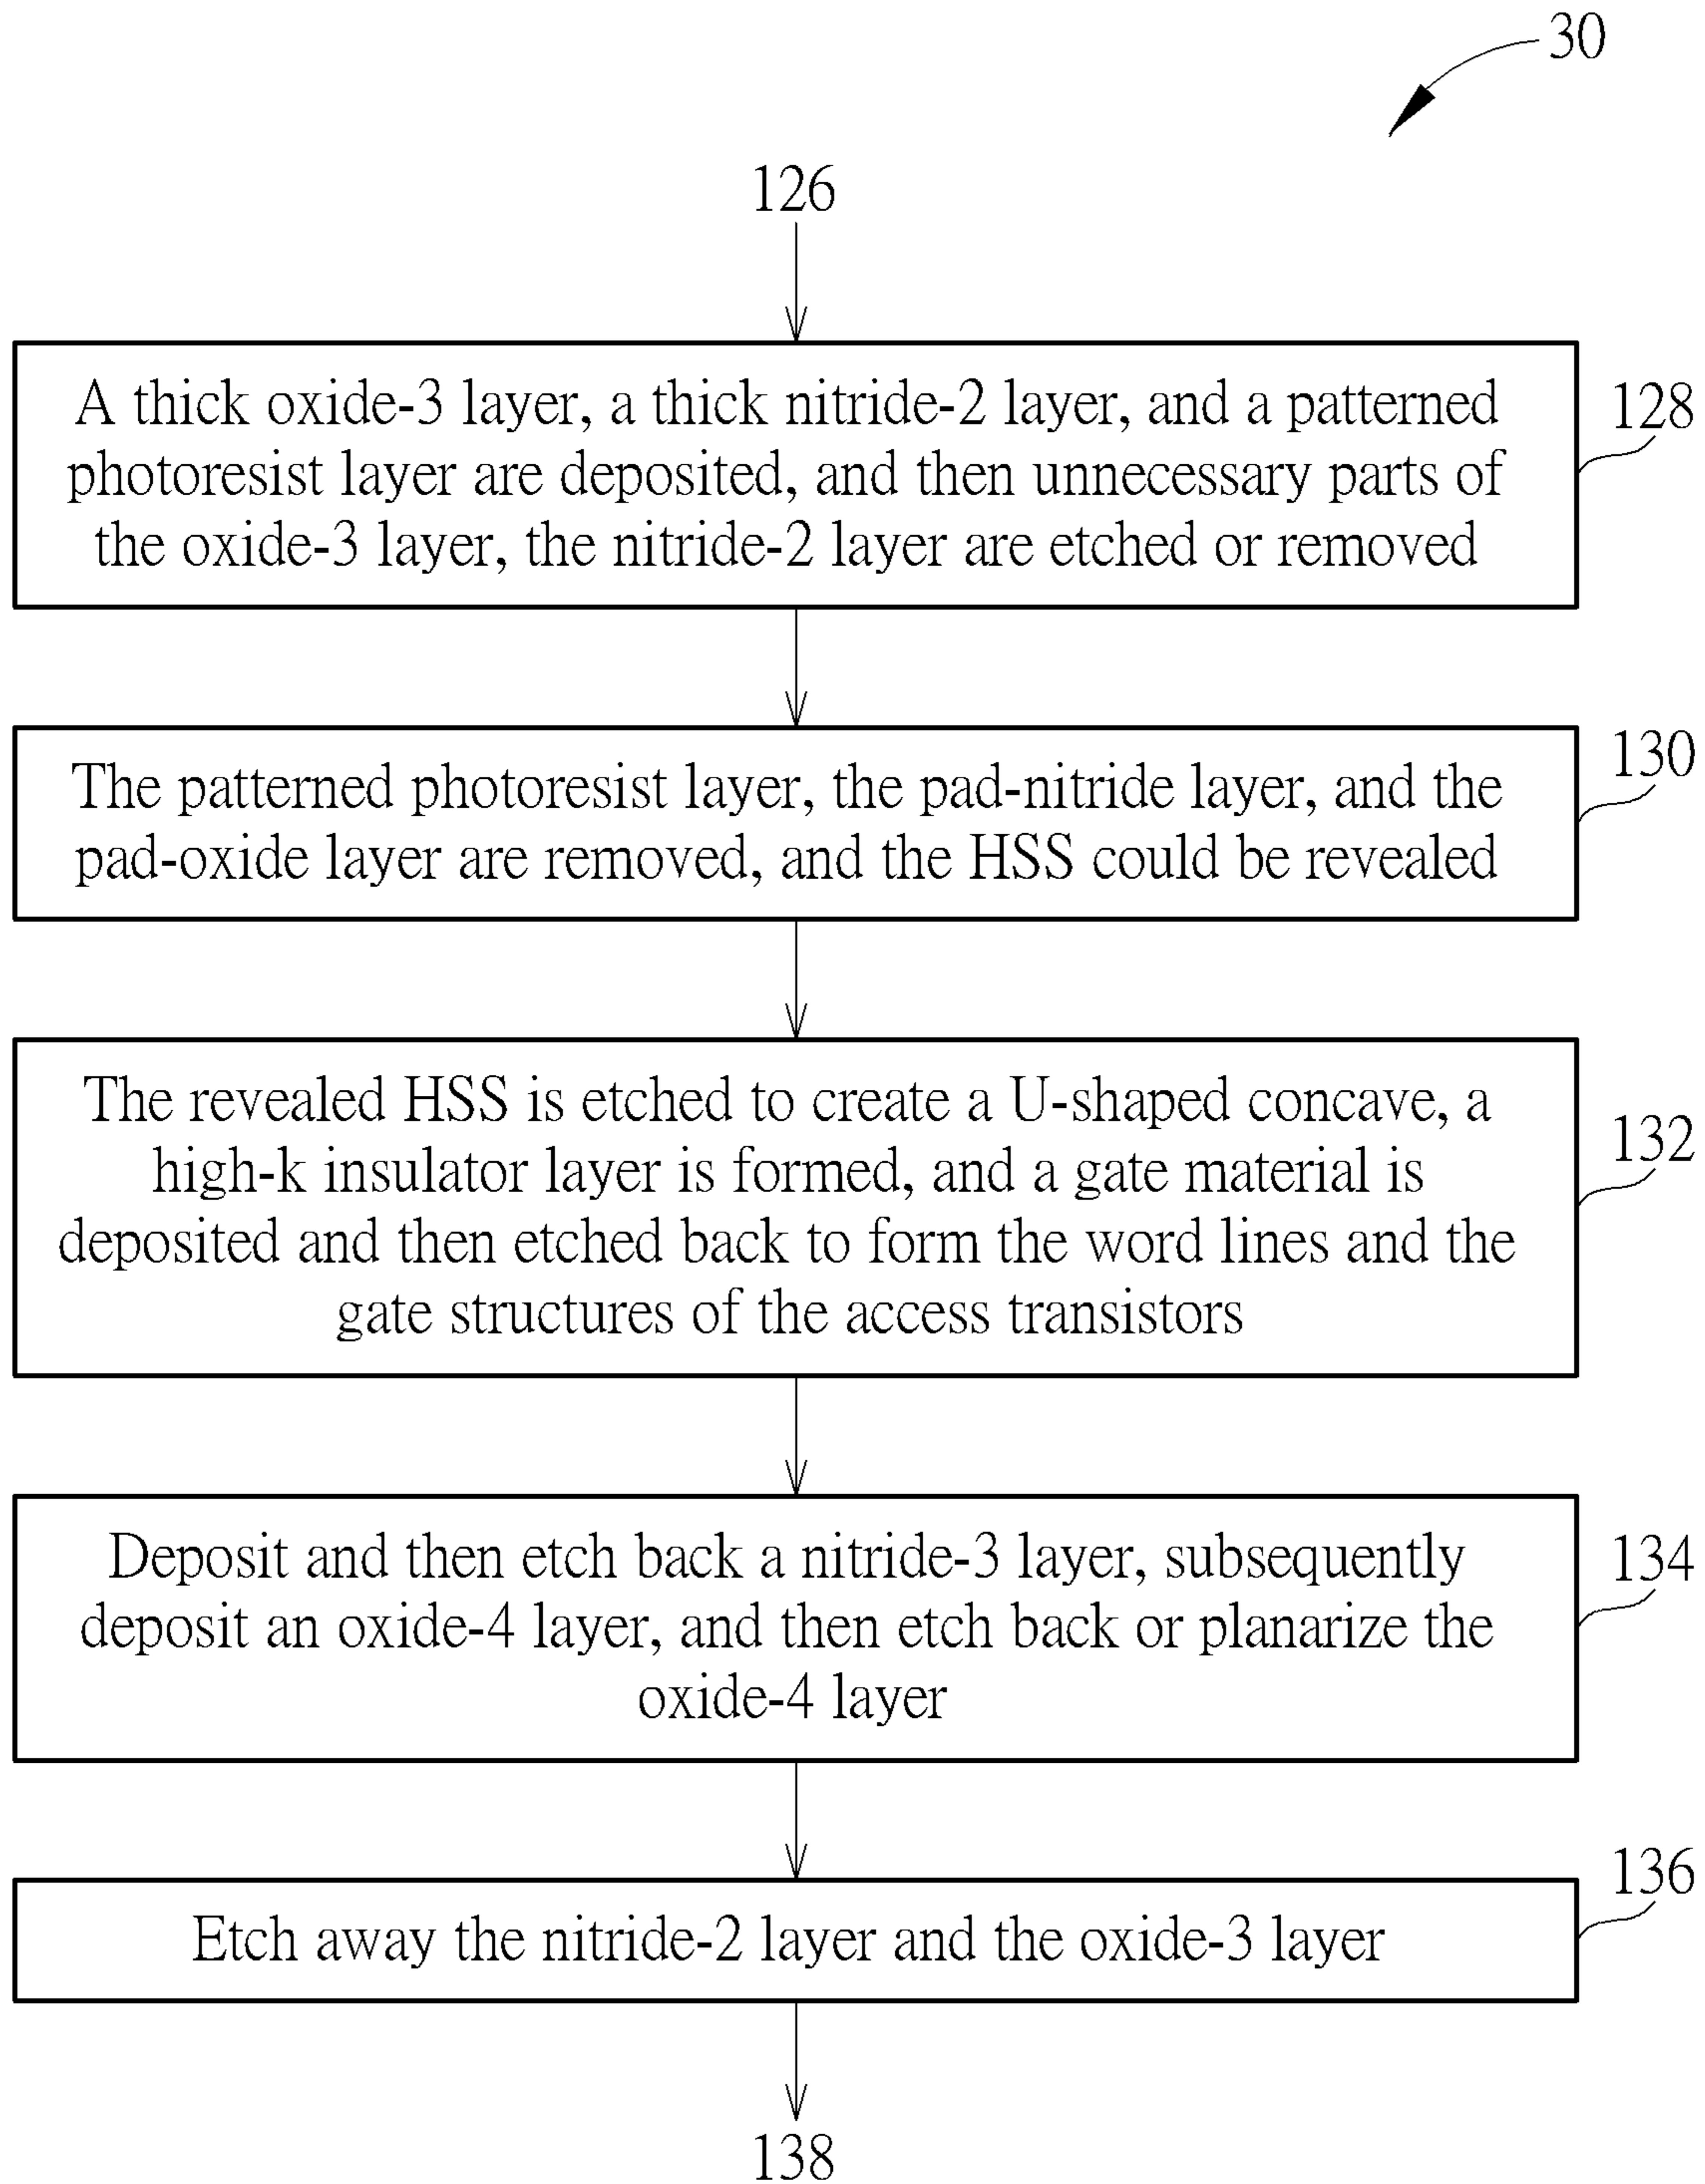 30
126
A thick oxide-3 layer, a thick nitride-2 layer, and a patterned
photoresist layer are deposited, and then unnecessary parts of
the oxide-3 layer, the nitride-2 layer are etched or removed
128
The patterned photoresist layer, the pad-nitride layer, and the
pad-oxide layer are removed, and the HSS could be revealed
130
The revealed HSS is etched to create a U-shaped concave, a
high-k insulator layer is formed, and a gate material is
deposited and then etched back to form the word lines and the
gate structures of the access transistors
132
Deposit and then etch back a nitride-3 layer, subsequently
deposit an oxide-4 layer, and then etch back or planarize the
oxide-4 layer
134
Etch away the nitride-2 layer and the oxide-3 layer
136
138